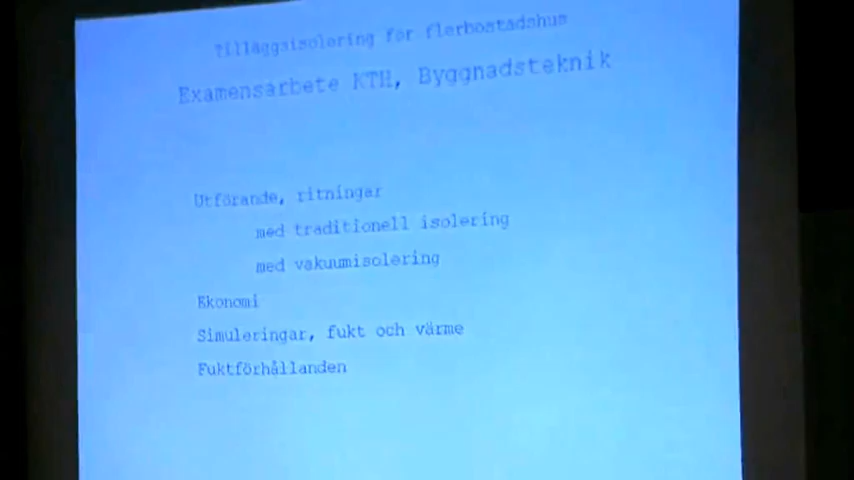 Tilläggsisolering för flerbostadshus
Examensarbete KTH, Byggnadsteknik
Utförande, ritningar
med traditionell isolering
med vakuumisolering
Ekonomi
Simuleringar, fukt och värme
Fuktförhållanden